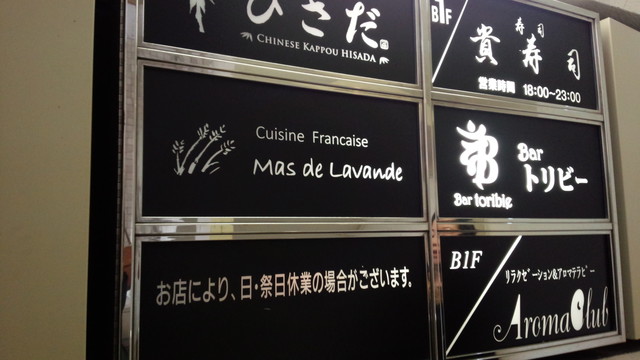 ひさだ
CHINESE KAPPOU HISADA
B1F
寿司
貴寿司
営業時間 18:00~23:00
Cuisine Francaise
Mas de Lavande
Bar
トリビー
Bar toribie
お店により、日・祭日休業の場合がございます。
B1F
リラクゼーション&アロマテラピー
AromaClub